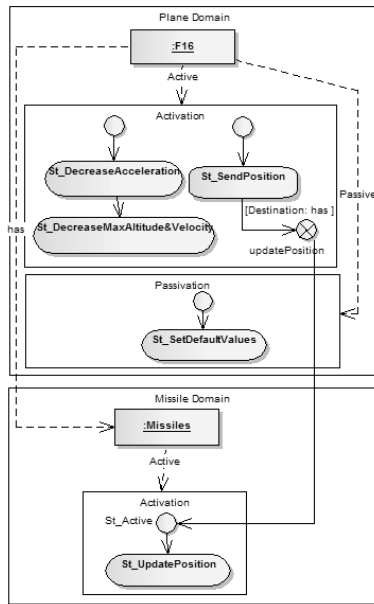 Plane Domain
:F16
Active
Activation
St_DecreaseAcceleration
St_SendPosition
Passive
St_DecreaseMaxAltitude&Velocity
[Destination: has ]
has
updatePosition
Passivation
St_SetDefaultValues
Missile Domain
:Missiles
Active
Activation
St_Active
St_UpdatePosition